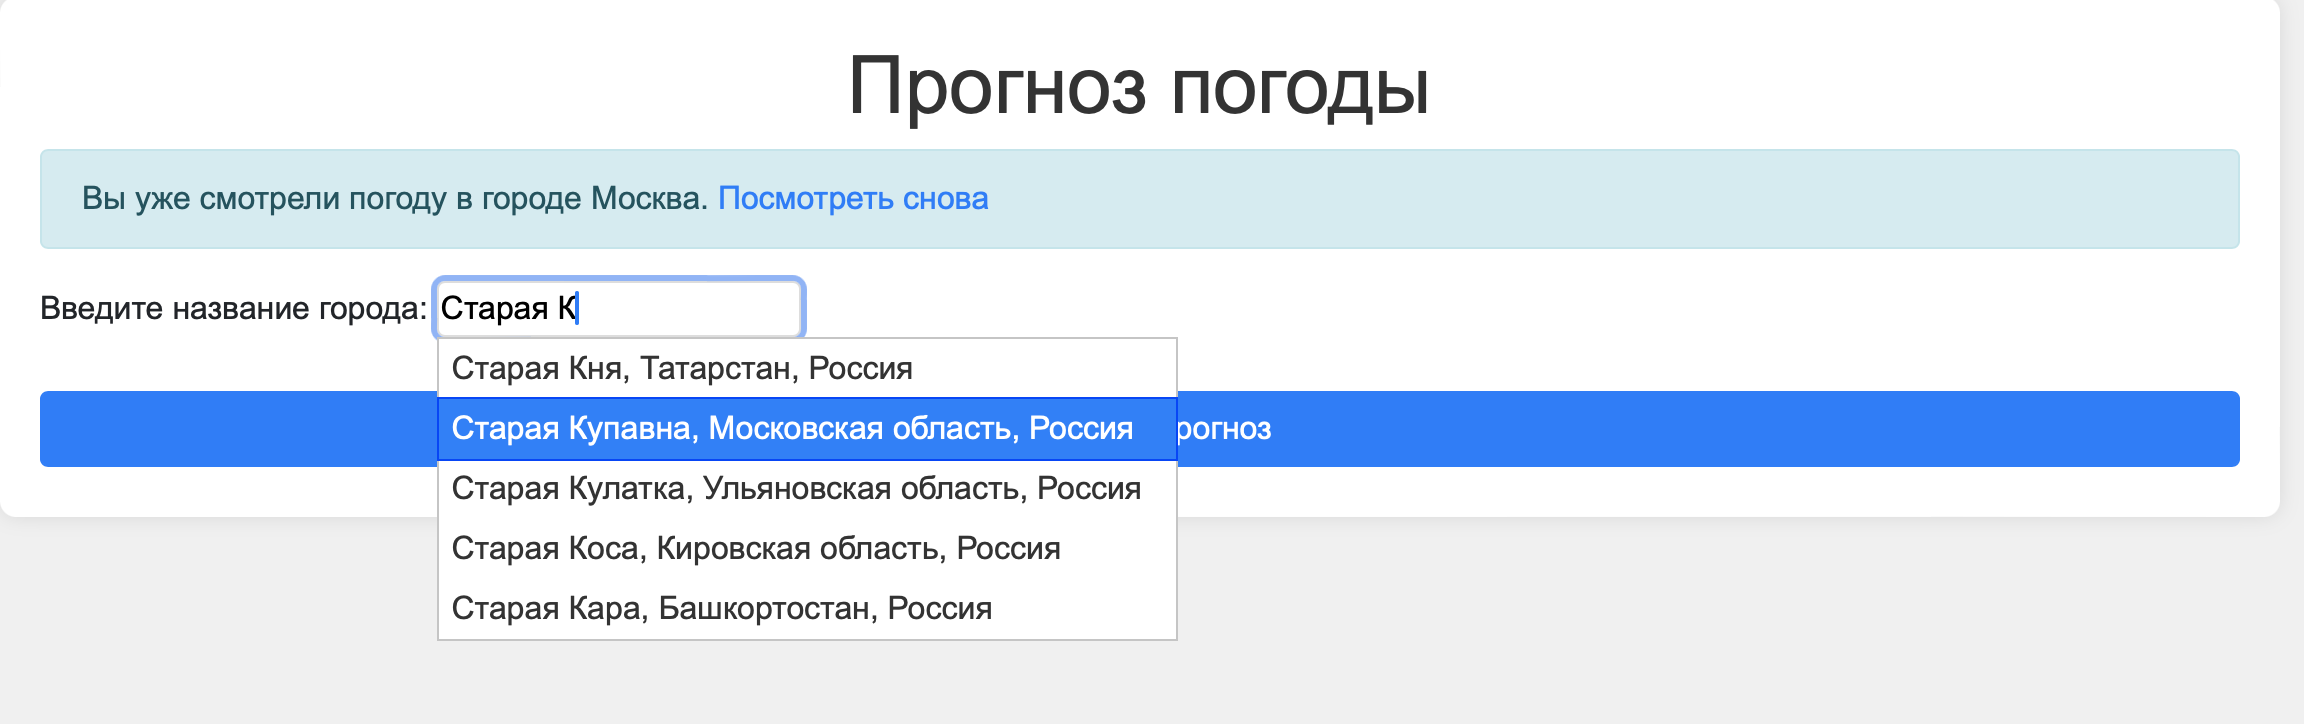 Прогноз погоды
Вы уже смотрели погоду в городе Москва. Посмотреть снова
Введите название города: Старая К
Старая Кня, Татарстан, Россия
Старая Купавна, Московская область, Россия рогноз
Старая Кулатка, Ульяновская область, Россия
Старая Коса, Кировская область, Россия
Старая Кара, Башкортостан, Россия